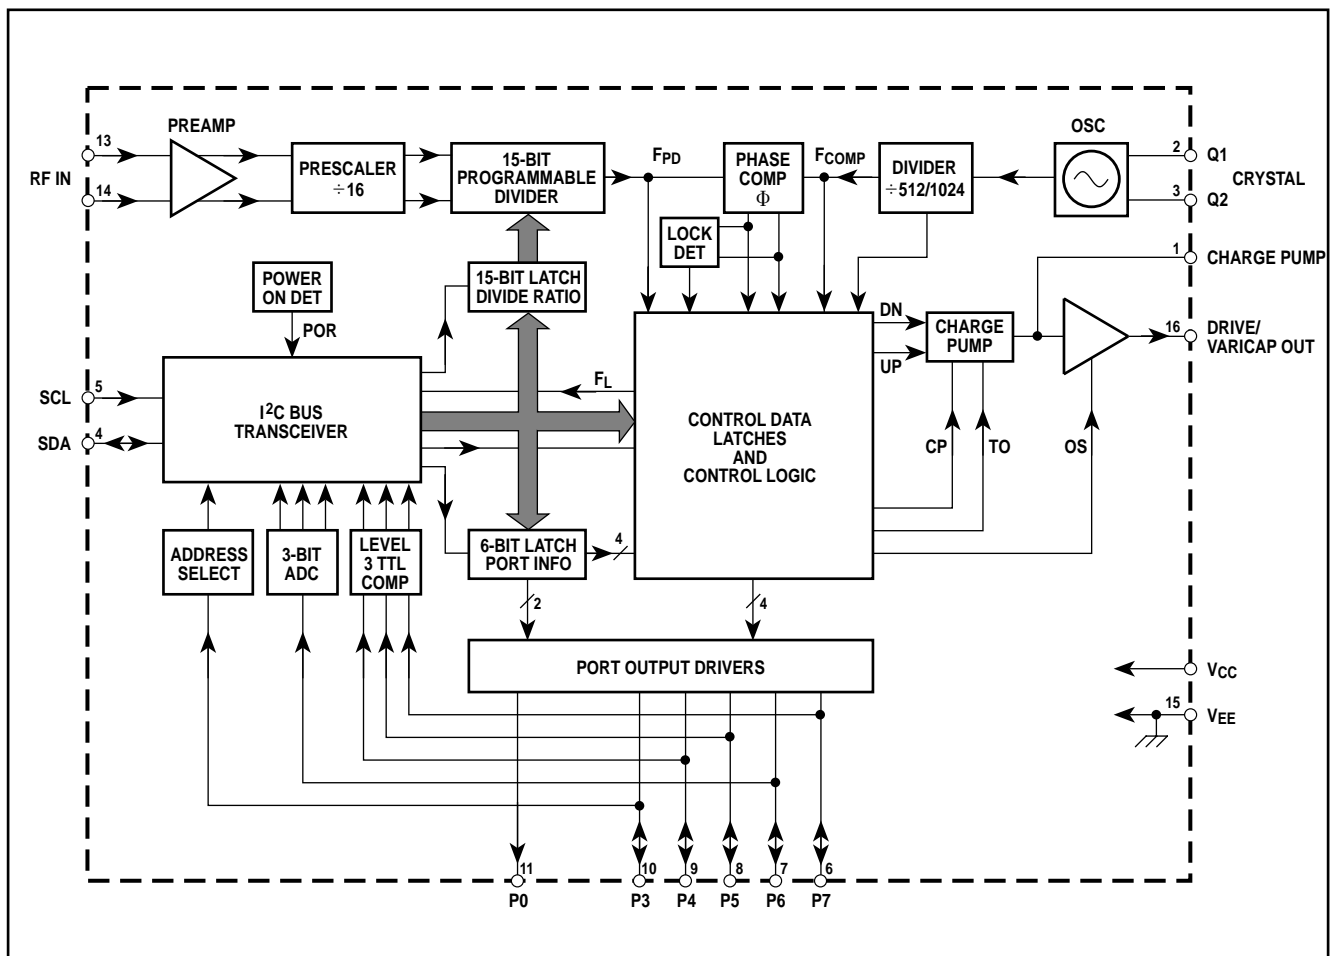 PREAMP
OSC
13
14
RF IN
PRESCALER
÷16
15-BIT
PROGRAMMABLE
DIVIDER
FPD
PHASE
COMP
Φ
FCOMP
DIVIDER
÷512/1024
2
Q1
CRYSTAL
3
Q2
LOCK
DET
1
CHARGE PUMP
POWER
ON DET
POR
15-BIT LATCH
DIVIDE RATIO
DN
UP
CHARGE
PUMP
16
DRIVE/
VARICAP OUT
SCL
5
SDA
4
I2C BUS
TRANSCEIVER
FL
CONTROL DATA
LATCHES
AND
CONTROL LOGIC
CP
TO
OS
ADDRESS
SELECT
3-BIT
ADC
LEVEL
3 TTL
COMP
6-BIT LATCH
PORT INFO
4
2
4
PORT OUTPUT DRIVERS
VCC
15
VEE
11
10
9
8
7
6
P0
P3
P4
P5
P6
P7